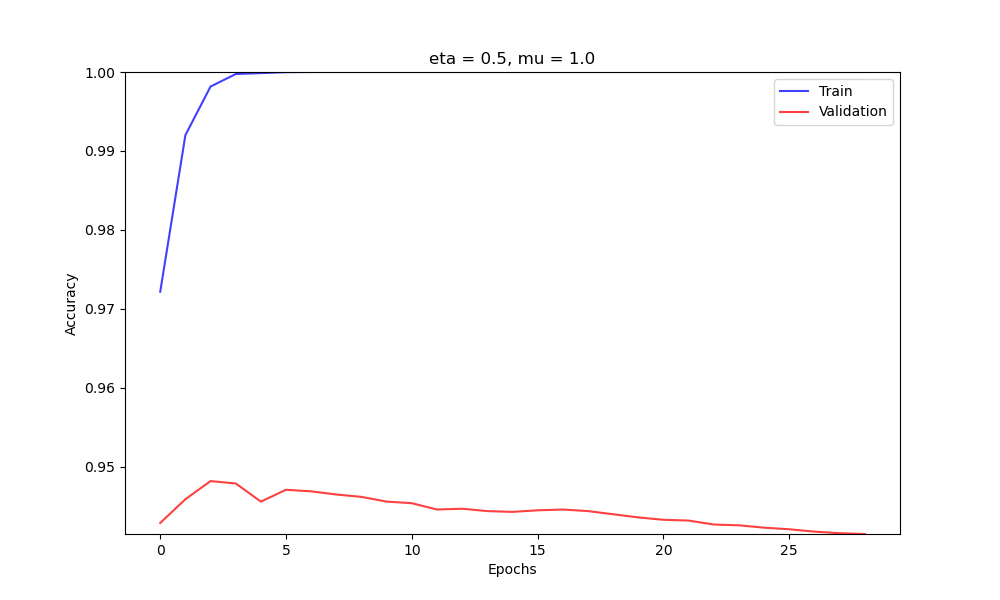 eta = 0.5, mu = 1.0
1.00
0.99
0.98
0.97
0.96
0.95
Accuracy
Train
Validation
0 5 10 15 20 25
Epochs